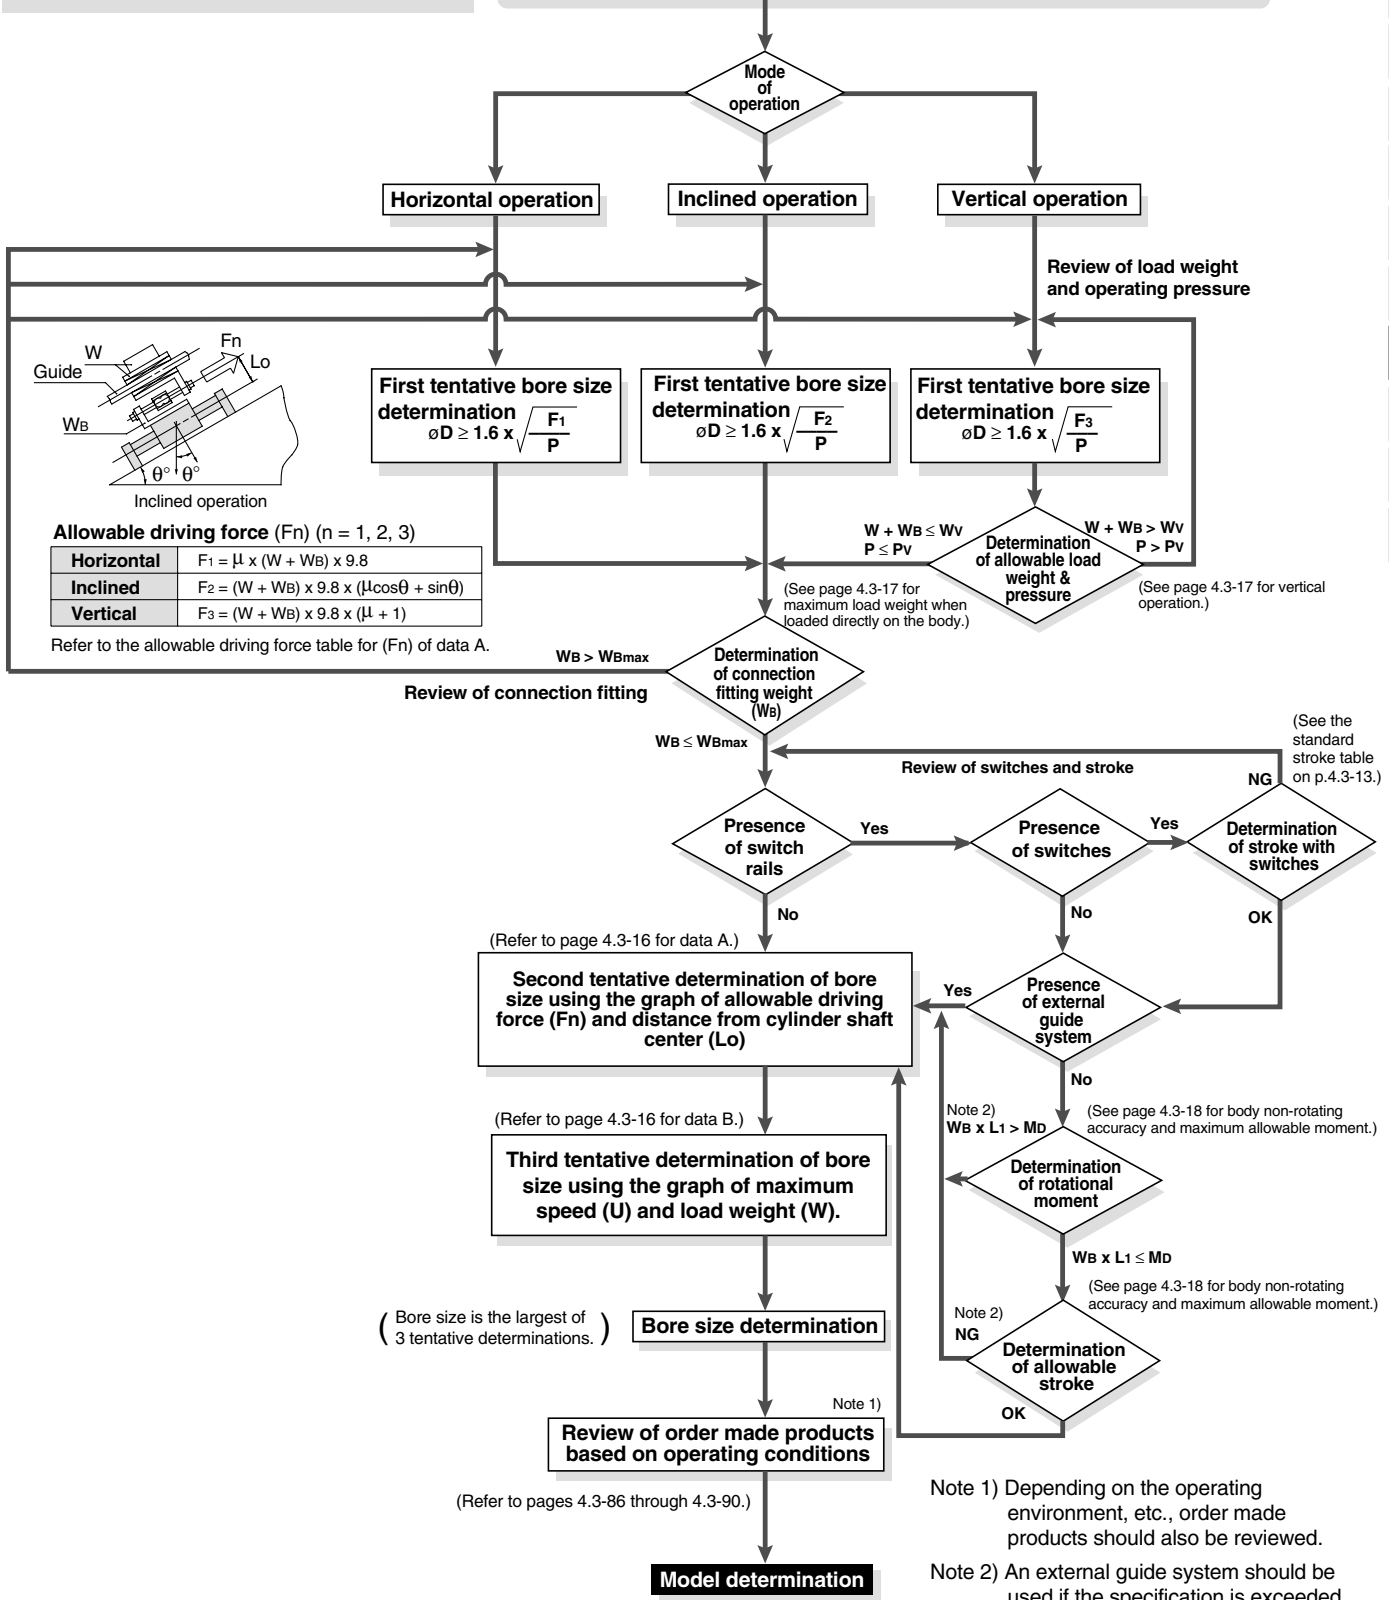 Mode
of
operation
Horizontal operation
Inclined operation
Vertical operation
Review of load weight
and operating pressure
W
Guide
WB
Fn
Lo
θ° θ°
Inclined operation
First tentative bore size
determination
øD ≥ 1.6 x √F1/P
First tentative bore size
determination
øD ≥ 1.6 x √F2/P
First tentative bore size
determination
øD ≥ 1.6 x √F3/P
Allowable driving force (Fn) (n = 1, 2, 3)
Horizontal F1 = μ x (W + WB) x 9.8
Inclined F2 = (W + WB) x 9.8 x (μcosθ + sinθ)
Vertical F3 = (W + WB) x 9.8 x (μ + 1)
Refer to the allowable driving force table for (Fn) of data A.
W + WB ≤ WV
P ≤ PV
Determination
of allowable load
weight &
pressure
W + WB > WV
P > PV
(See page 4.3-17 for
maximum load weight when
loaded directly on the body.)
(See page 4.3-17 for vertical
operation.)
WB > WBmax
Review of connection fitting
Determination
of connection
fitting weight
(WB)
WB ≤ WBmax
Review of switches and stroke
(See the
standard
stroke table
on p.4.3-13.)
NG
Presence
of switch
rails
Yes
Presence
of switches
Yes
Determination
of stroke with
switches
No
No
OK
(Refer to page 4.3-16 for data A.)
Second tentative determination of bore
size using the graph of allowable driving
force (Fn) and distance from cylinder shaft
center (Lo)
Yes
Presence
of external
guide
system
No
(Refer to page 4.3-16 for data B.)
Third tentative determination of bore
size using the graph of maximum
speed (U) and load weight (W).
Note 2)
WB x L1 > MD
(See page 4.3-18 for body non-rotating
accuracy and maximum allowable moment.)
Determination
of rotational
moment
WB x L1 ≤ MD
(See page 4.3-18 for body non-rotating
accuracy and maximum allowable moment.)
( Bore size is the largest of
3 tentative determinations. )
Bore size determination
Note 2)
NG
Determination
of allowable
stroke
OK
Note 1)
Review of order made products
based on operating conditions
(Refer to pages 4.3-86 through 4.3-90.)
Model determination
Note 1) Depending on the operating
environment, etc., order made
products should also be reviewed.
Note 2) An external guide system should be
used if the specification is exceeded